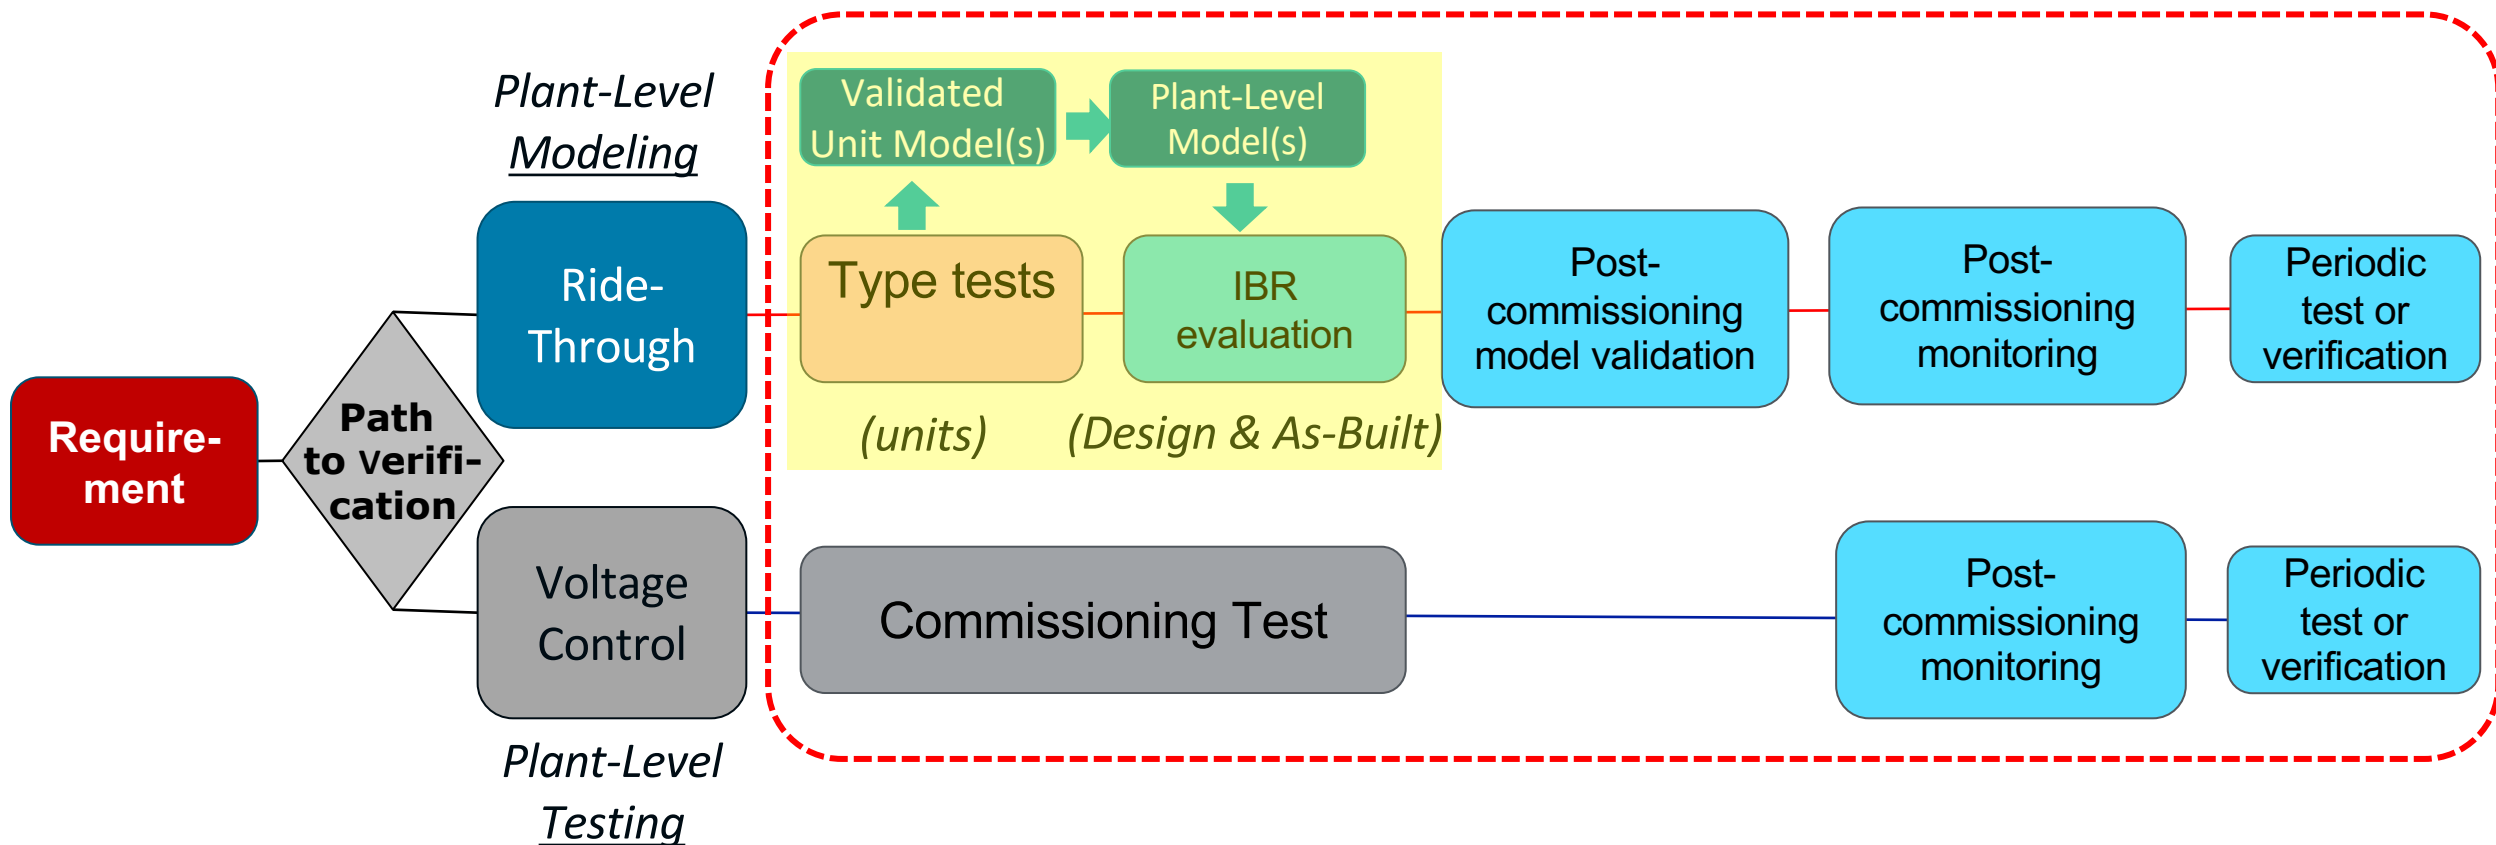 Require-
ment
Path
to Verifi-
cation
Plant-Level
Modeling
Ride-
Through
Validated
Unit Model(s)
Plant-Level
Model(s)
Type tests
(units)
IBR
evaluation
(Design & As-Built)
Post-
commissioning
model validation
Post-
commissioning
monitoring
Periodic
test or
verification
Voltage
Control
Plant-Level
Testing
Commissioning Test
Post-
commissioning
monitoring
Periodic
test or
verification